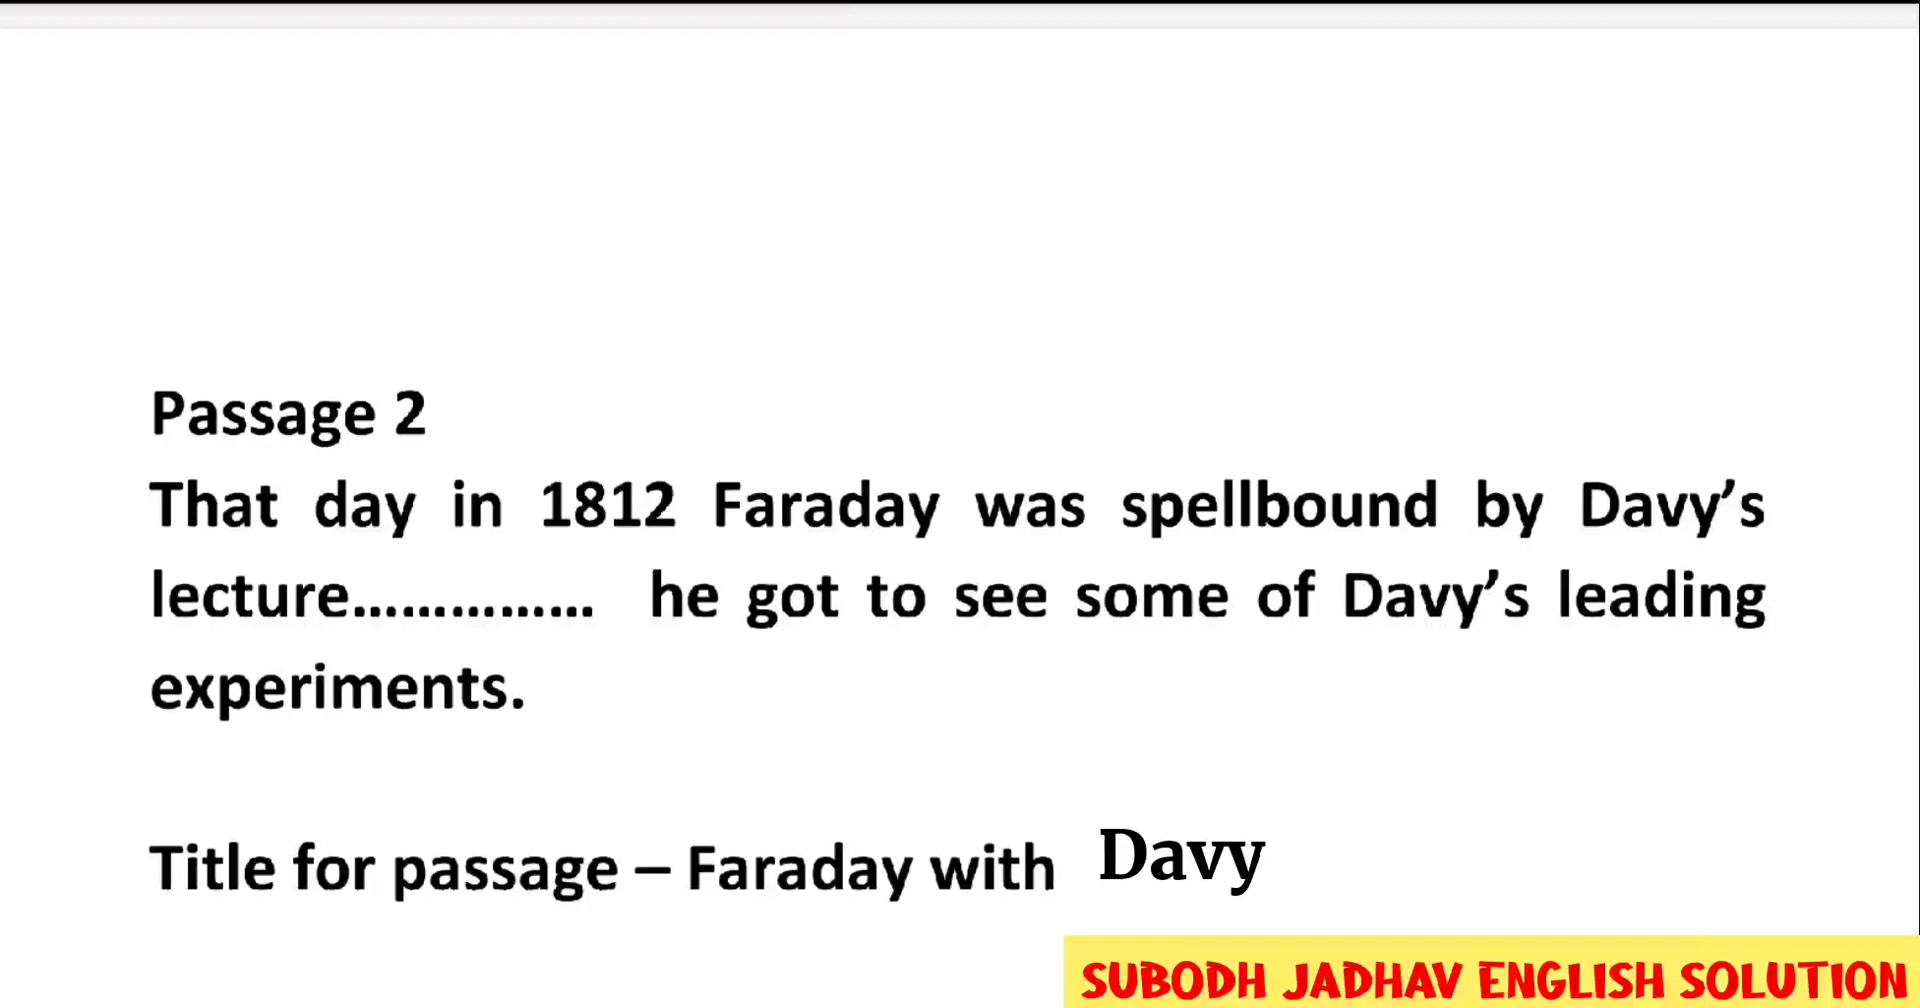 Passage 2
That day in 1812 Faraday was spellbound by Davy’s
lecture…………… he got to see some of Davy’s leading
experiments.
Title for passage – Faraday with Davy
SUBODH JADHAV ENGLISH SOLUTION